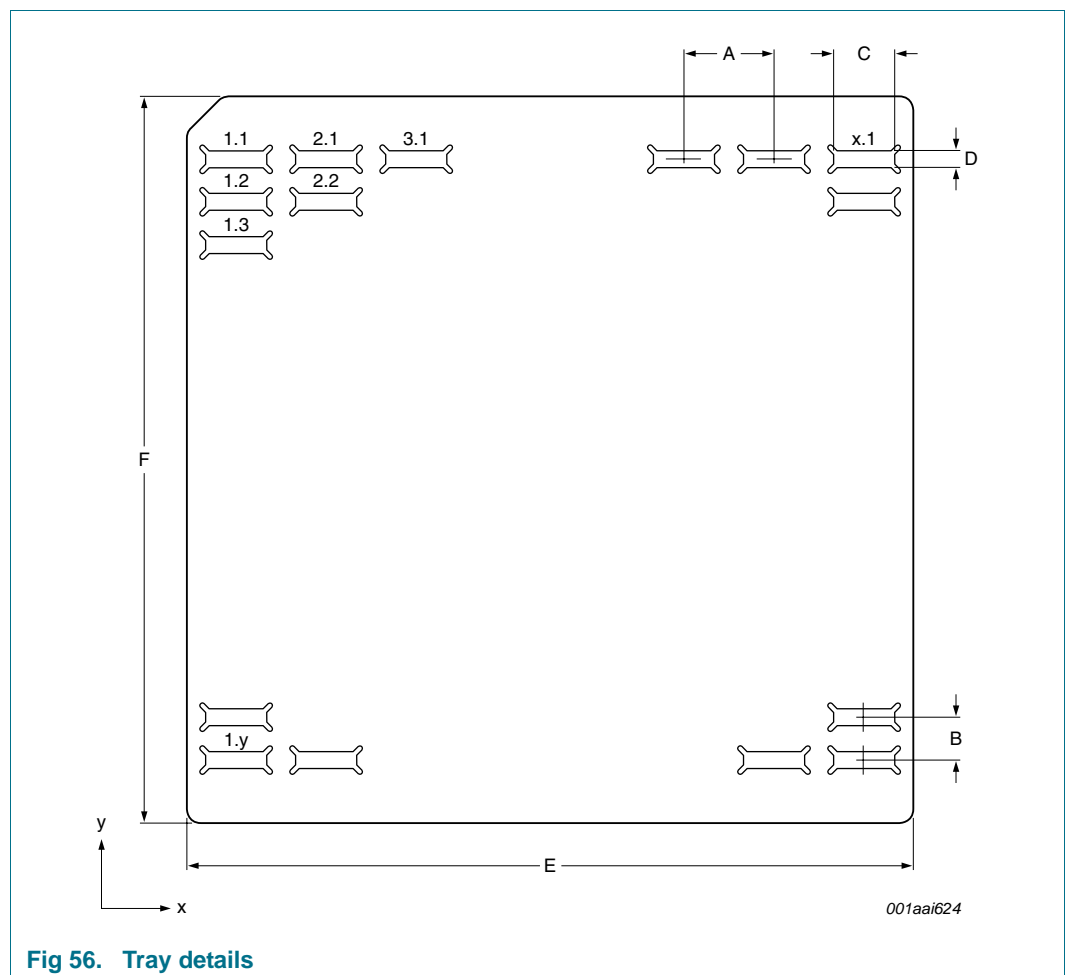 A
C
1.1
2.1
3.1
x.1
D
1.2
2.2
1.3
F
1.y
B
y
E
x
001aai624
Fig 56. Tray details